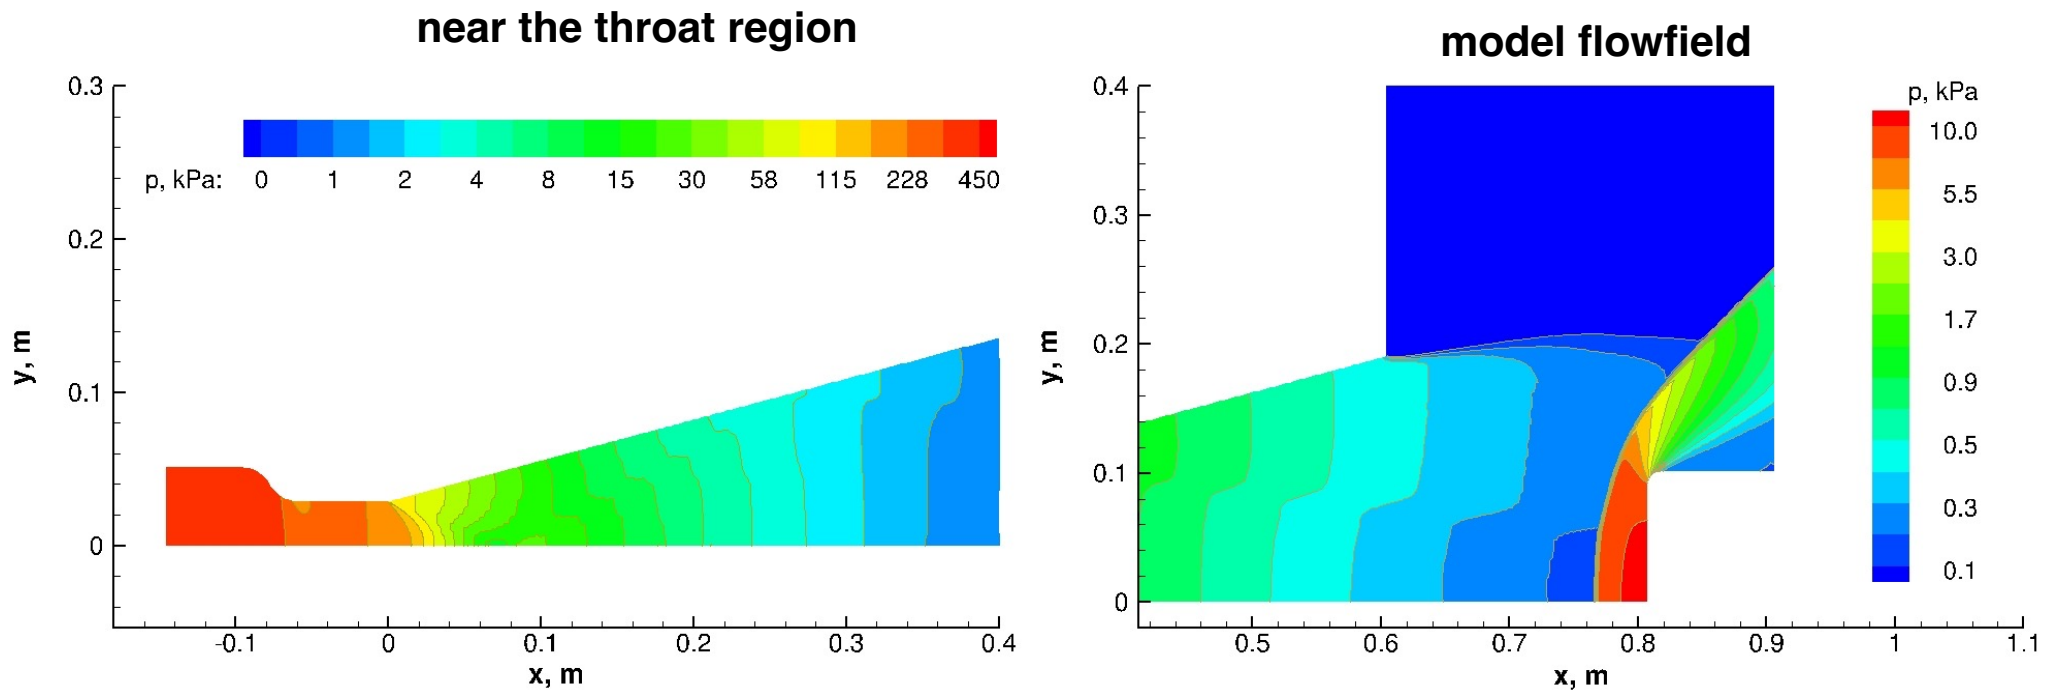 near the throat region
model flowfield
0.3
0.2
0.1
0
y, m
p, kPa:
0 1 2 4 8 15 30 58 115 228 450
-0.1 0 0.1 0.2 0.3 0.4
x, m
0.4
0.3
0.2
0.1
0
y, m
p, kPa
10.0
5.5
3.0
1.7
0.9
0.5
0.3
0.1
0.5 0.6 0.7 0.8 0.9 1 1.1
x, m